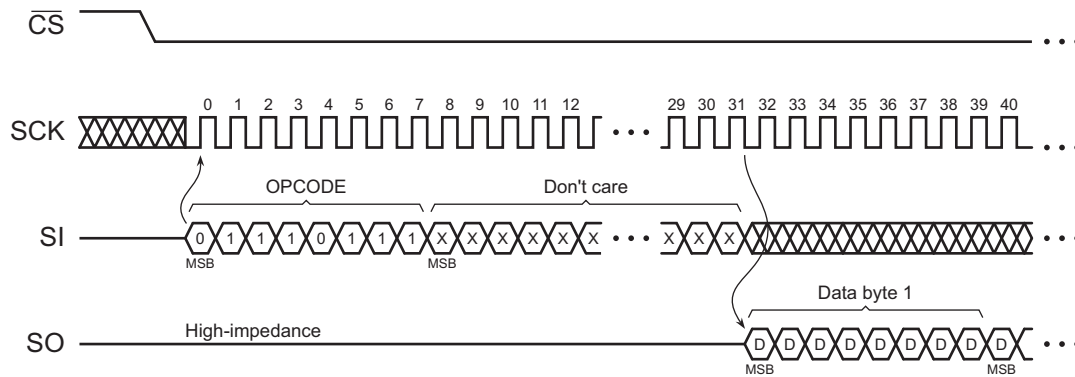 CS
0 1 2 3 4 5 6 7 8 9 10 11 12 29 30 31 32 33 34 35 36 37 38 39 40
SCK
OPCODE Don't care
SI 0 1 1 1 0 1 1 1 X X X X X X X X X
MSB MSB
Data byte 1
High-impedance
SO D D D D D D D D D
MSB MSB